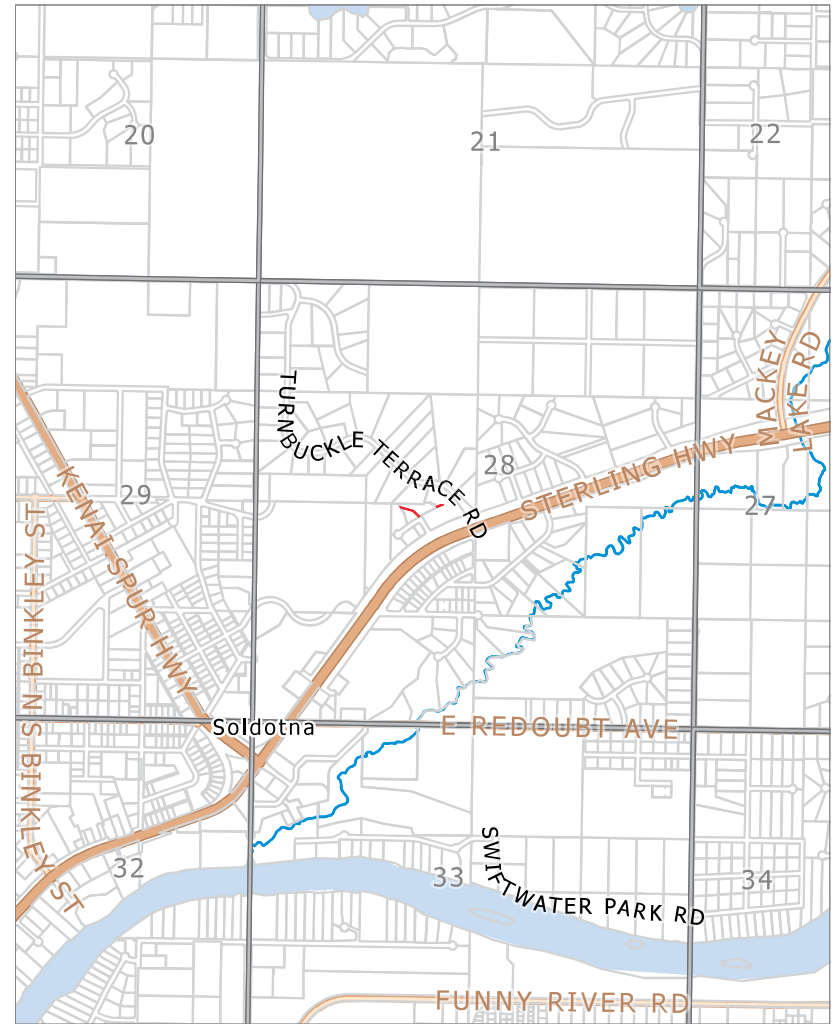 20
21
22
MACKEY
LAKE RD
TURNBUCKLE TERRACE RD
28
STERLING HWY
29
27
KENAI SPUR HWY
N BINKLEY ST
S BINKLEY ST
Soldotna
E REDOUBT AVE
32
33
34
SWIFTWATER PARK RD
FUNNY RIVER RD